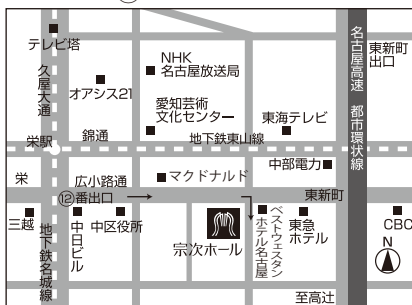 テレビ塔
久屋大通
オアシス21
NHK
名古屋放送局
名古屋高速 都市環状線
東新町
出口
愛知芸術
文化センター
東海テレビ
錦通
地下鉄東山線
栄駅
中部電力
栄
広小路通
マクドナルド
⑫番出口
東新町
三越
地下鉄名城線
中日ビル
中区役所
宗次ホール
ベストウェスタン
ホテル名古屋
東急
ホテル
CBC
N
至高辻